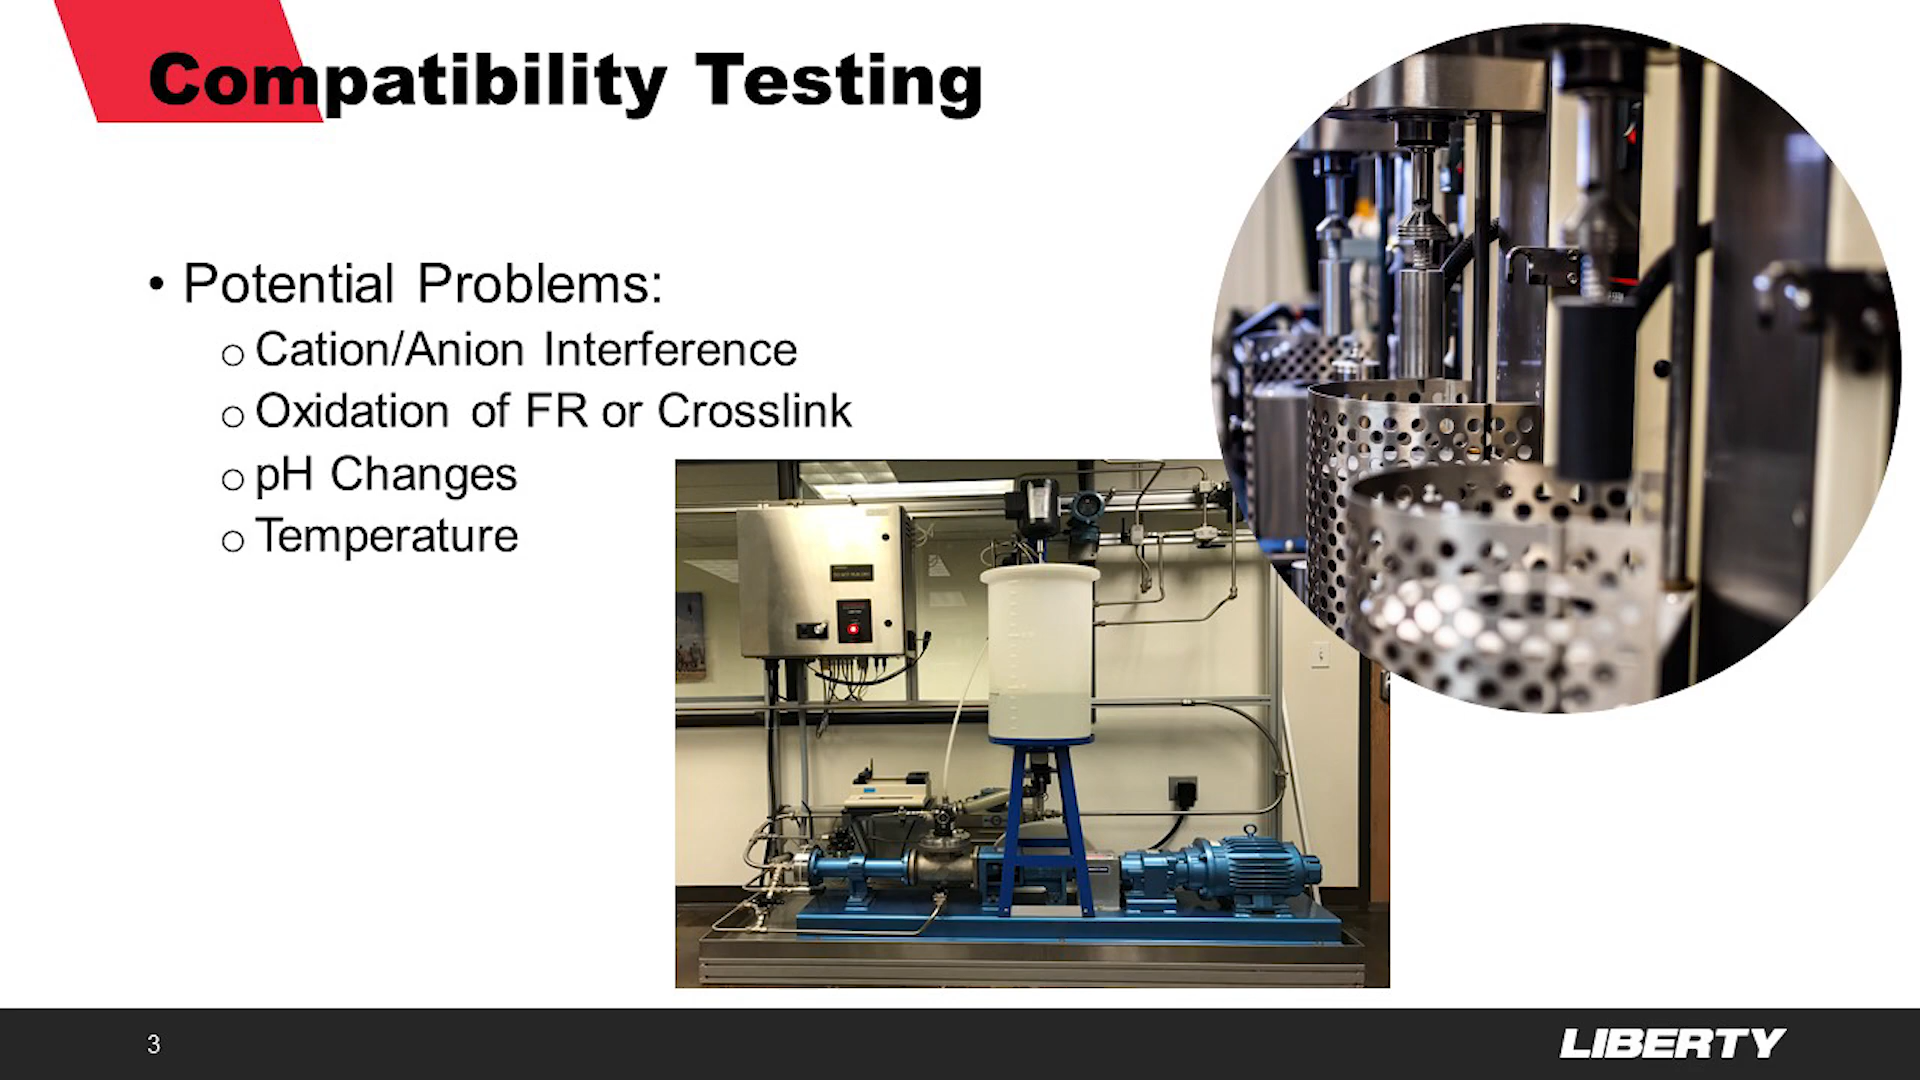 Compatibility Testing
• Potential Problems:
o Cation/Anion Interference
o Oxidation of FR or Crosslink
o pH Changes
o Temperature
3
LIBERTY